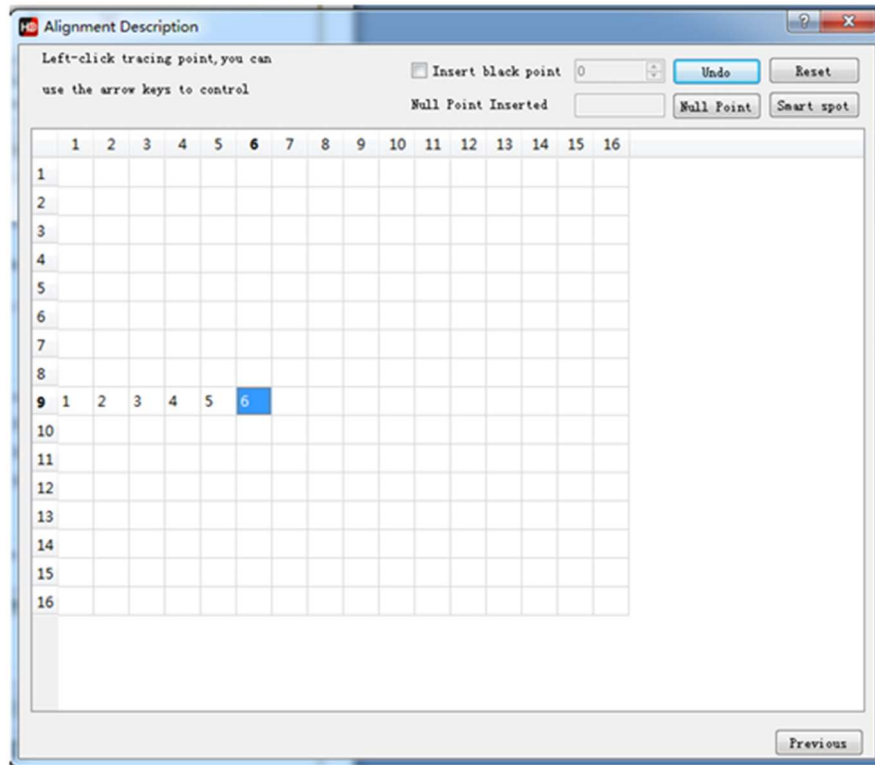 HD Alignment Description
Left-click tracing point,you can
use the arrow keys to control
Insert black point 0 Undo Reset
Null Point Inserted Null Point Smart spot
1 2 3 4 5 6 7 8 9 10 11 12 13 14 15 16
1
2
3
4
5
6
7
8
9 1 2 3 4 5 6
10
11
12
13
14
15
16
Previous